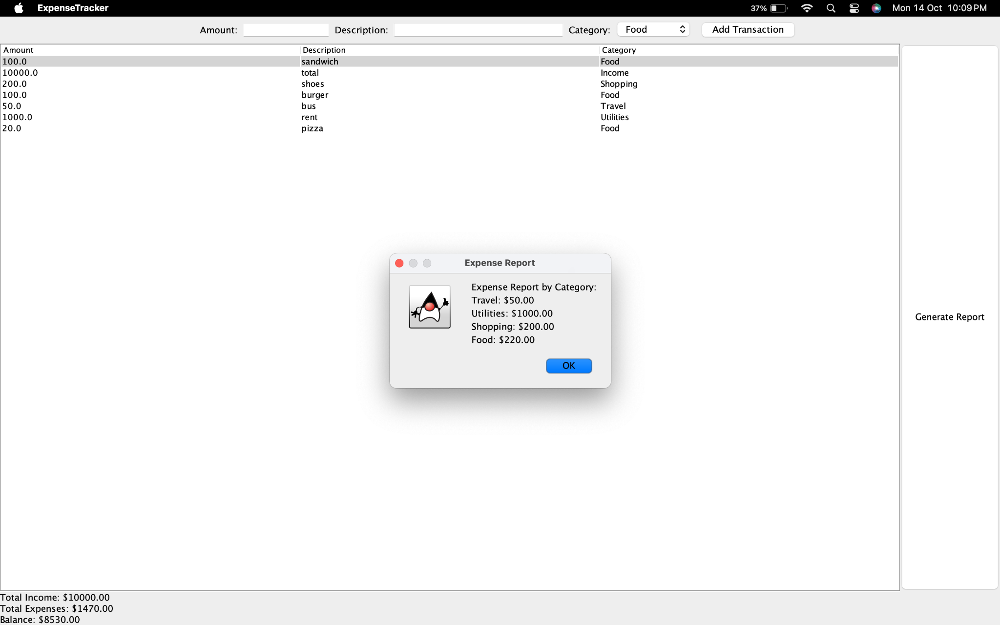 ExpenseTracker 37% Mon 14 Oct 10:09 PM
Amount: Description: Category: Food Add Transaction
Amount Description Category
100.0 sandwich Food
10000.0 total Income
200.0 shoes Shopping
100.0 burger Food
50.0 bus Travel
1000.0 rent Utilities
20.0 pizza Food
Expense Report
Expense Report by Category:
Travel: $50.00
Utilities: $1000.00
Shopping: $200.00
Food: $220.00
OK
Generate Report
Total Income: $10000.00
Total Expenses: $1470.00
Balance: $8530.00